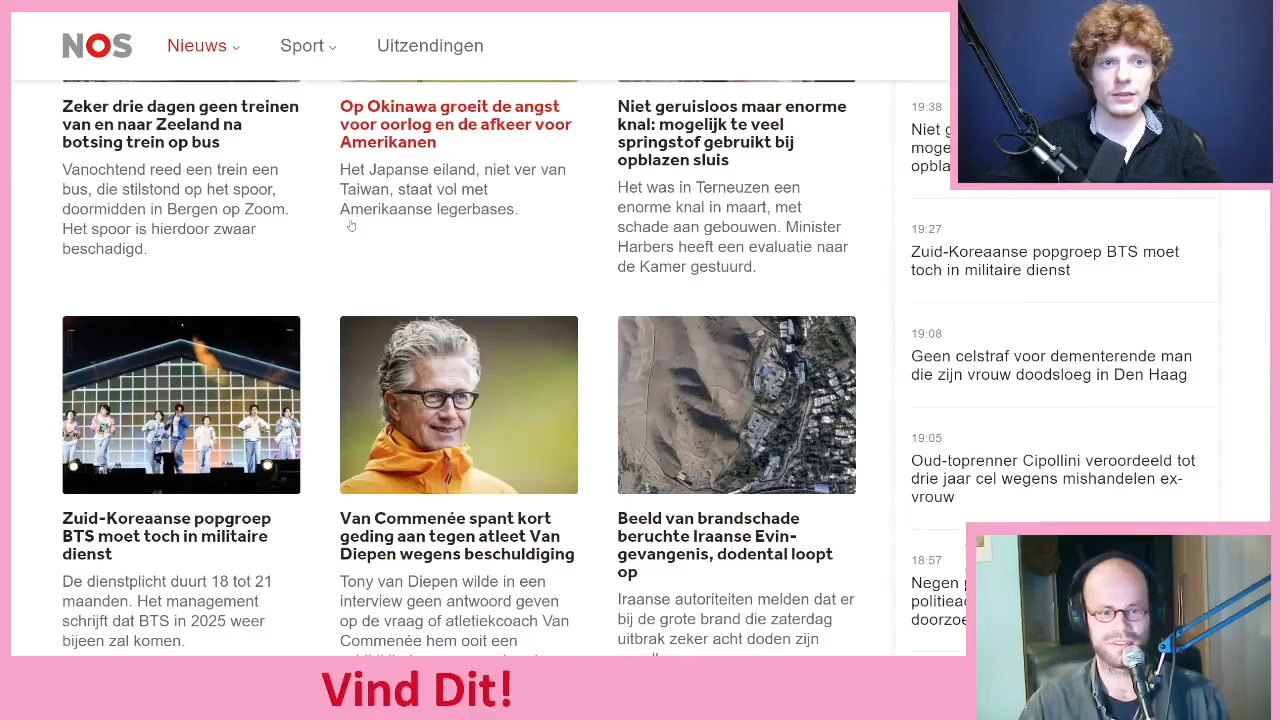 NOS Nieuws Sport Uitzendingen
Zeker drie dagen geen treinen
van en naar Zeeland na
botsing trein op bus
Vanochtend reed een trein een
bus, die stilstond op het spoor,
doormidden in Bergen op Zoom.
Het spoor is hierdoor zwaar
beschadigd.
Op Okinawa groeit de angst
voor oorlog en de afkeer voor
Amerikanen
Het Japanse eiland, niet ver van
Taiwan, staat vol met
Amerikaanse legerbases.
Niet geruisloos maar enorme
knal: mogelijk te veel
springstof gebruikt bij
opblazen sluis
Het was in Terneuzen een
enorme knal in maart, met
schade aan gebouwen. Minister
Harbers heeft een evaluatie naar
de Kamer gestuurd.
Zuid-Koreaanse popgroep
BTS moet toch in militaire
dienst
De dienstplicht duurt 18 tot 21
maanden. Het management
schrijft dat BTS in 2025 weer
bijeen zal komen.
Van Commenée spant kort
geding aan tegen atleet Van
Diepen wegens beschuldiging
Tony van Diepen wilde in een
interview geen antwoord geven
op de vraag of atletiekcoach Van
Commenée hem ooit een
Beeld van brandschade
beruchte Iraanse Evin-
gevangenis, dodental loopt
op
Iraanse autoriteiten melden dat er
bij de grote brand die zaterdag
uitbrak zeker acht doden zijn
19:38
Niet
19:27
Zuid-Koreaanse popgroep BTS moet
toch in militaire dienst
19:08
Geen celstraf voor dementerende man
die zijn vrouw doodsloeg in Den Haag
19:05
Oud-toprenner Cipollini veroordeeld tot
drie jaar cel wegens mishandelen ex-
vrouw
18:57
Negen
Vind Dit!